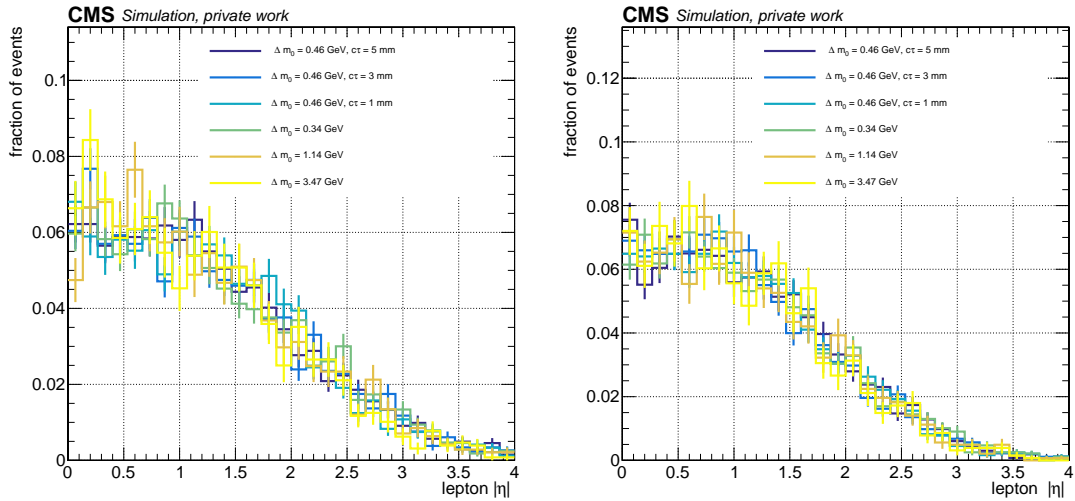 CMS Simulation, private work
fraction of events
0.1
0.08
0.06
0.04
0.02
0
Δ m₀ = 0.46 GeV, cτ = 5 mm
Δ m₀ = 0.46 GeV, cτ = 3 mm
Δ m₀ = 0.46 GeV, cτ = 1 mm
Δ m₀ = 0.34 GeV
Δ m₀ = 1.14 GeV
Δ m₀ = 3.47 GeV
0 0.5 1 1.5 2 2.5 3 3.5 4
lepton |η|
CMS Simulation, private work
fraction of events
0.12
0.1
0.08
0.06
0.04
0.02
0
Δ m₀ = 0.46 GeV, cτ = 5 mm
Δ m₀ = 0.46 GeV, cτ = 3 mm
Δ m₀ = 0.46 GeV, cτ = 1 mm
Δ m₀ = 0.34 GeV
Δ m₀ = 1.14 GeV
Δ m₀ = 3.47 GeV
0 0.5 1 1.5 2 2.5 3 3.5 4
lepton |η|